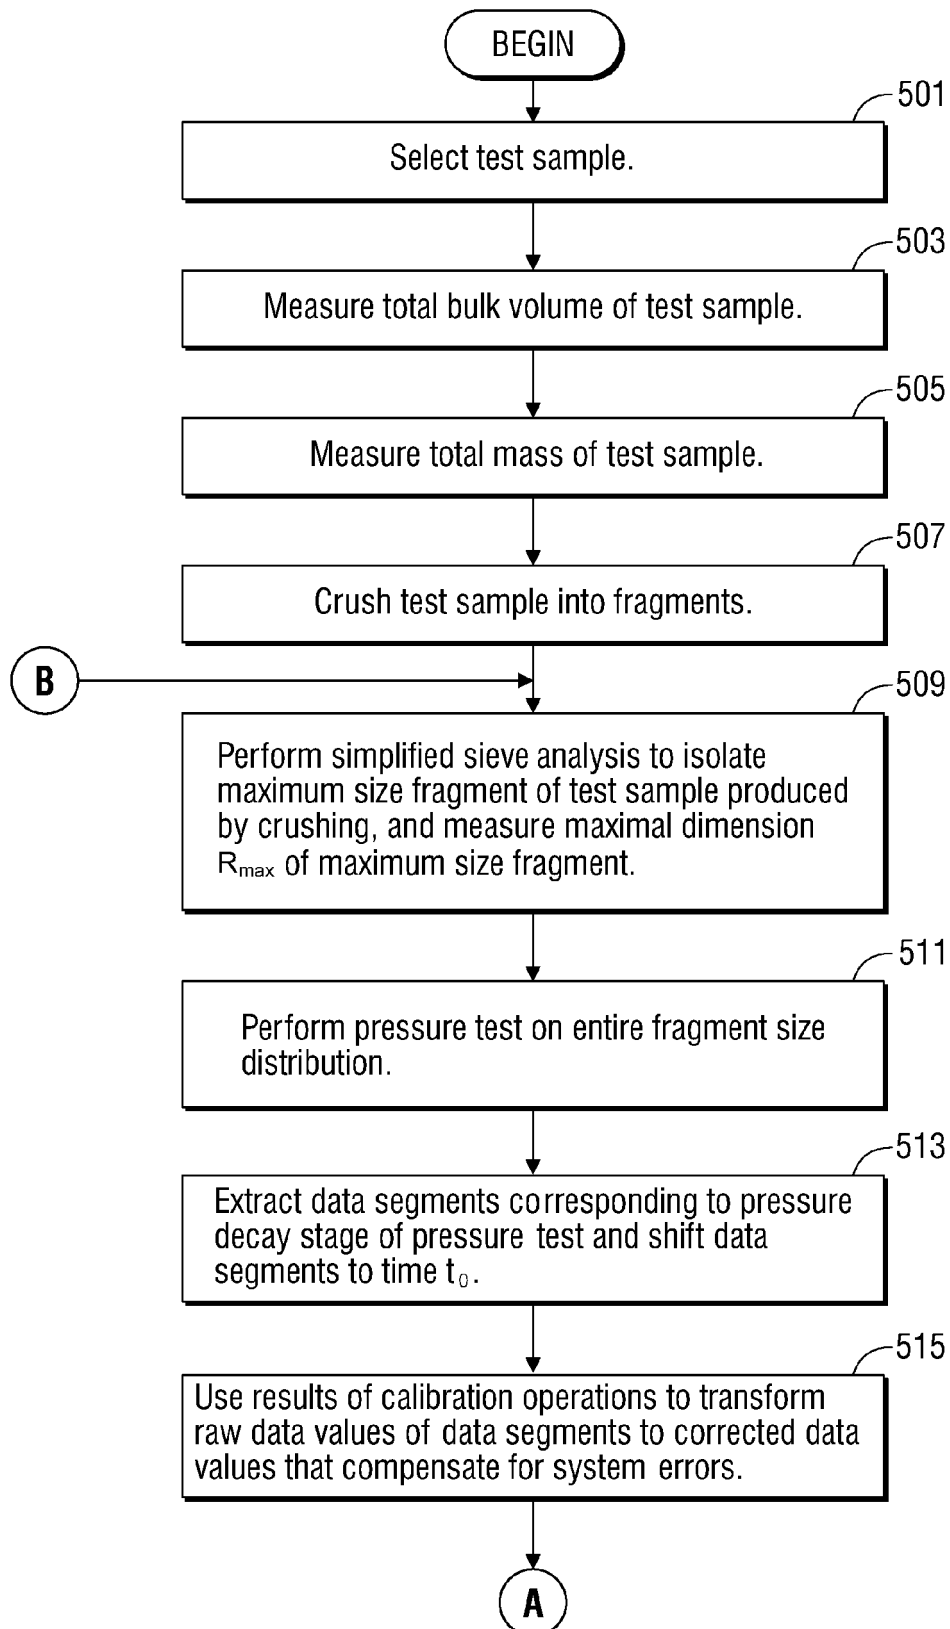 BEGIN
501
Select test sample.
503
Measure total bulk volume of test sample.
505
Measure total mass of test sample.
507
Crush test sample into fragments.
B
509
Perform simplified sieve analysis to isolate
maximum size fragment of test sample produced
by crushing, and measure maximal dimension
Rmax of maximum size fragment.
511
Perform pressure test on entire fragment size
distribution.
513
Extract data segments corresponding to pressure
decay stage of pressure test and shift data
segments to time t0.
515
Use results of calibration operations to transform
raw data values of data segments to corrected data
values that compensate for system errors.
A